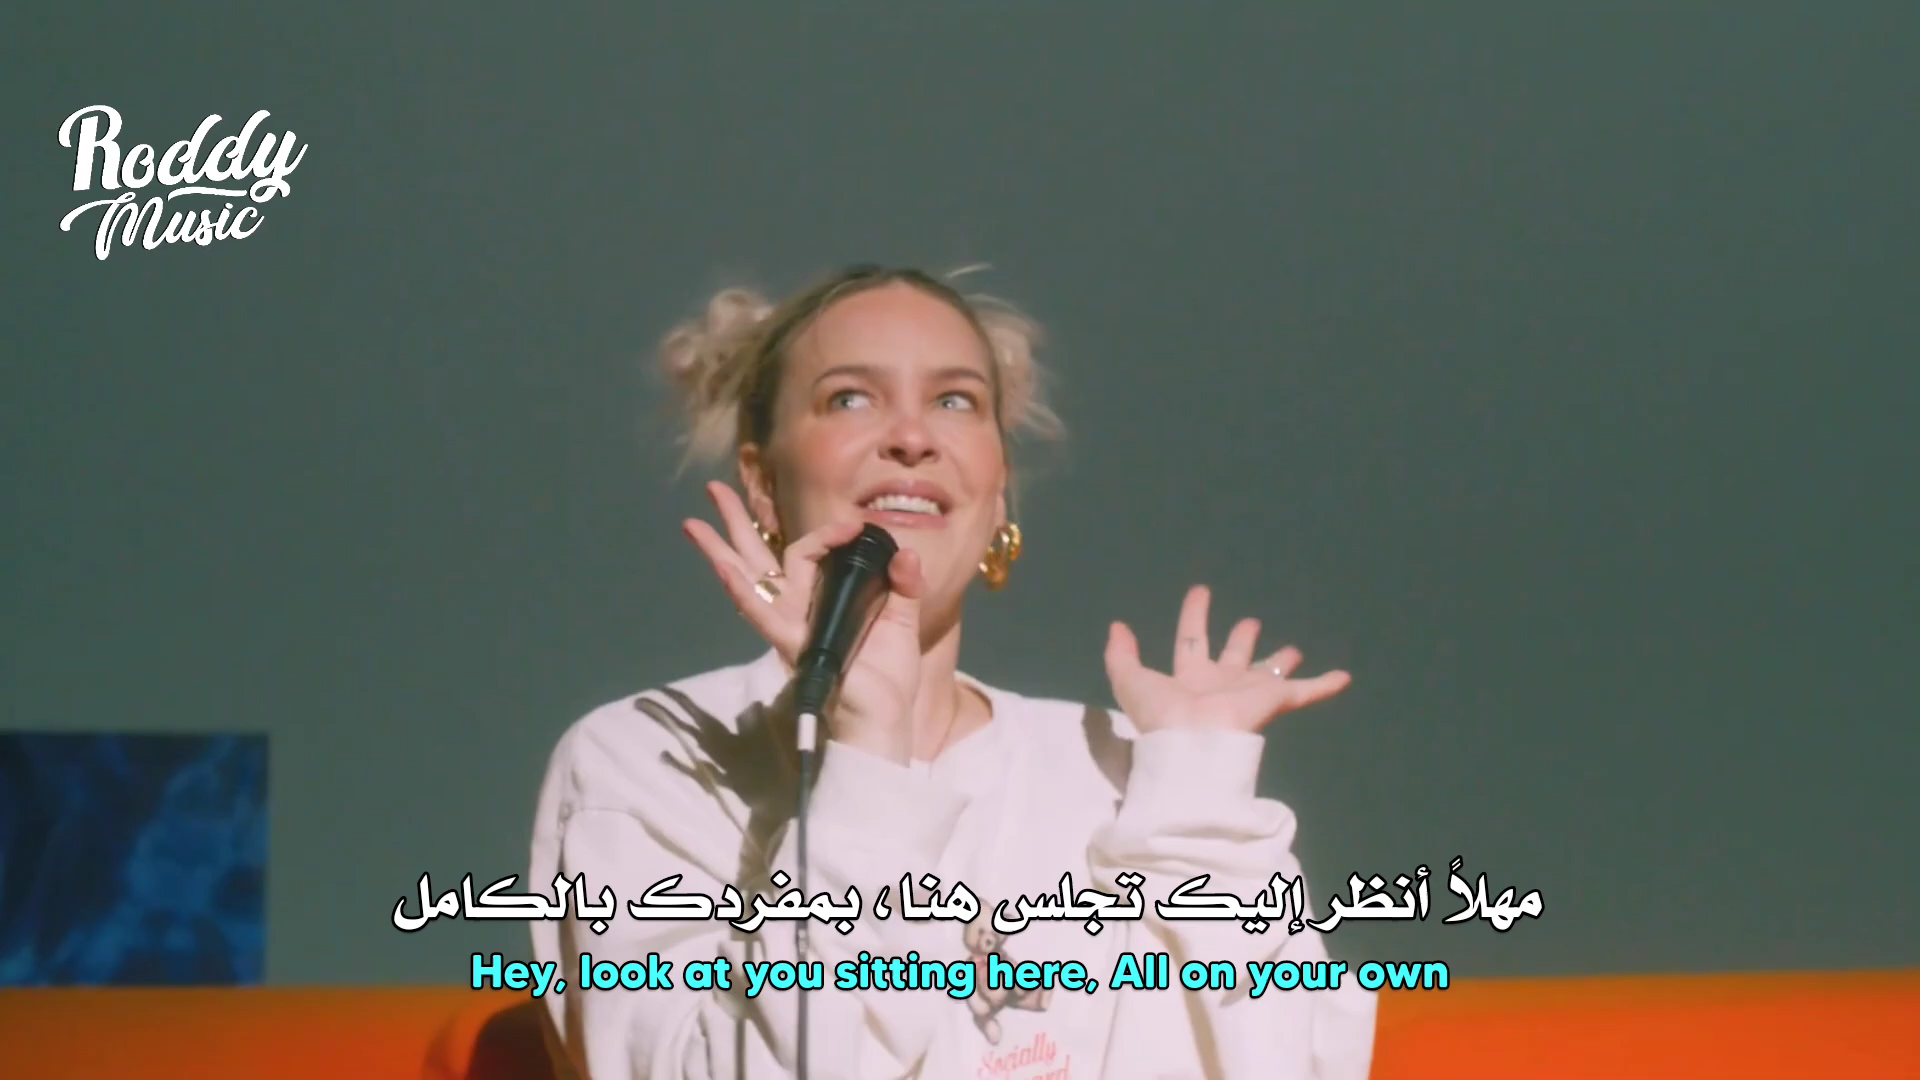 Roddy
Music
مهلاً أنظر إليك تجلس هنا، بمفردك بالكامل
Hey, look at you sitting here, All on your own
Socially